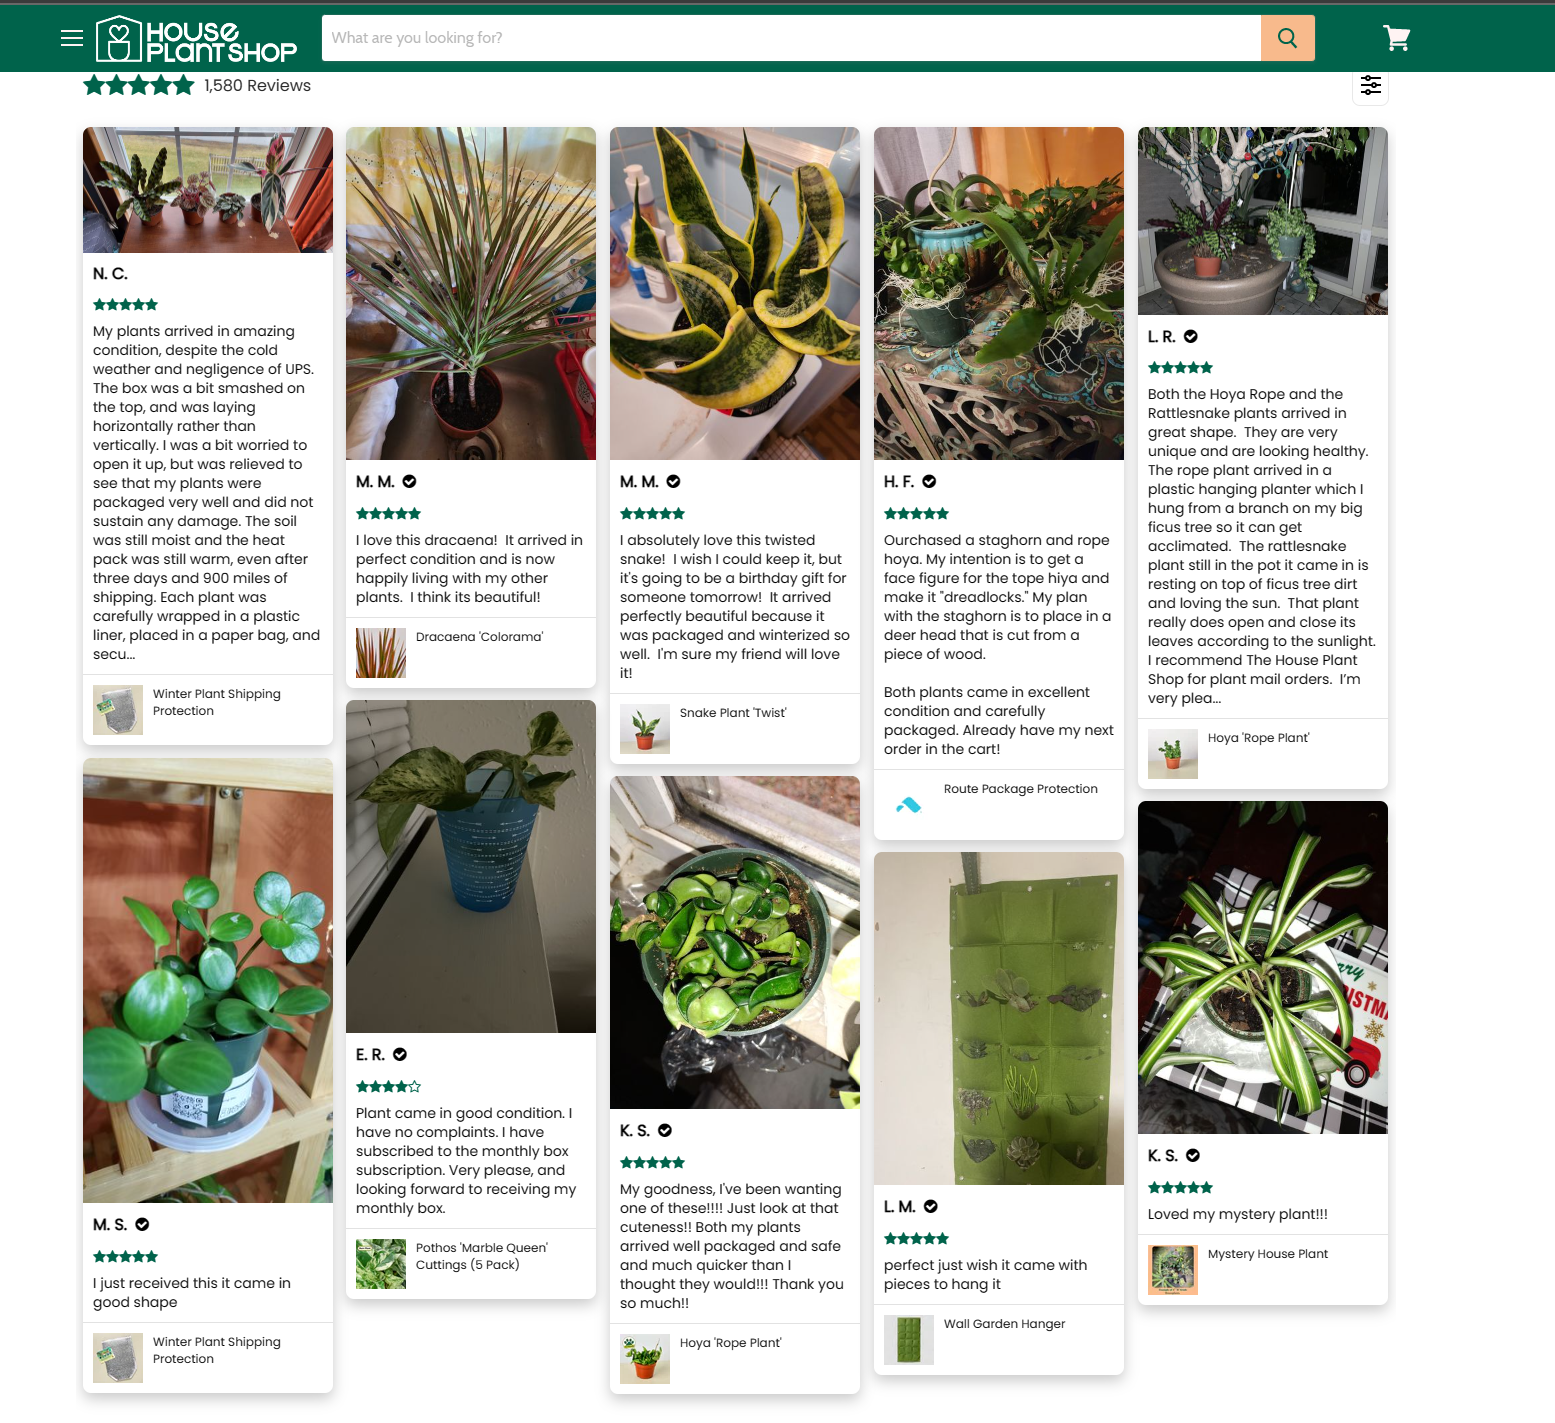 HOUSE
PLANT SHOP
What are you looking for?
1,580 Reviews
N. C.
My plants arrived in amazing
condition, despite the cold
weather and negligence of UPS.
The box was a bit smashed on
the top, and was laying
horizontally rather than
vertically. I was a bit worried to
open it up, but was relieved to
see that my plants were
packaged very well and did not
sustain any damage. The soil
was still moist and the heat
pack was still warm, even after
three days and 900 miles of
shipping. Each plant was
carefully wrapped in a plastic
liner, placed in a paper bag, and
secu...
Winter Plant Shipping
Protection
M. S.
I just received this it came in
good shape
Winter Plant Shipping
Protection
M. M.
I love this dracaena!  It arrived in
perfect condition and is now
happily living with my other
plants.  I think its beautiful!
Dracaena 'Colorama'
E. R.
Plant came in good condition. I
have no complaints. I have
subscribed to the monthly box
subscription. Very please, and
looking forward to receiving my
monthly box.
Pothos 'Marble Queen'
Cuttings (5 Pack)
M. M.
I absolutely love this twisted
snake!  I wish I could keep it, but
it's going to be a birthday gift for
someone tomorrow!  It arrived
perfectly beautiful because it
was packaged and winterized so
well.  I'm sure my friend will love
it!
Snake Plant 'Twist'
K. S.
My goodness, I've been wanting
one of these!!!! Just look at that
cuteness!! Both my plants
arrived well packaged and safe
and much quicker than I
thought they would!!! Thank you
so much!!
Hoya 'Rope Plant'
H. F.
Ourchased a staghorn and rope
hoya. My intention is to get a
face figure for the tope hiya and
make it "dreadlocks." My plan
with the staghorn is to place in a
deer head that is cut from a
piece of wood.
Both plants came in excellent
condition and carefully
packaged. Already have my next
order in the cart!
Route Package Protection
L. M.
perfect just wish it came with
pieces to hang it
Wall Garden Hanger
L. R.
Both the Hoya Rope and the
Rattlesnake plants arrived in
great shape.  They are very
unique and are looking healthy.
The rope plant arrived in a
plastic hanging planter which I
hung from a branch on my big
ficus tree so it can get
acclimated.  The rattlesnake
plant still in the pot it came in is
resting on top of ficus tree dirt
and loving the sun.  That plant
really does open and close its
leaves according to the sunlight.
I recommend The House Plant
Shop for plant mail orders.  I'm
very plea...
Hoya 'Rope Plant'
K. S.
Loved my mystery plant!!!
Mystery House Plant